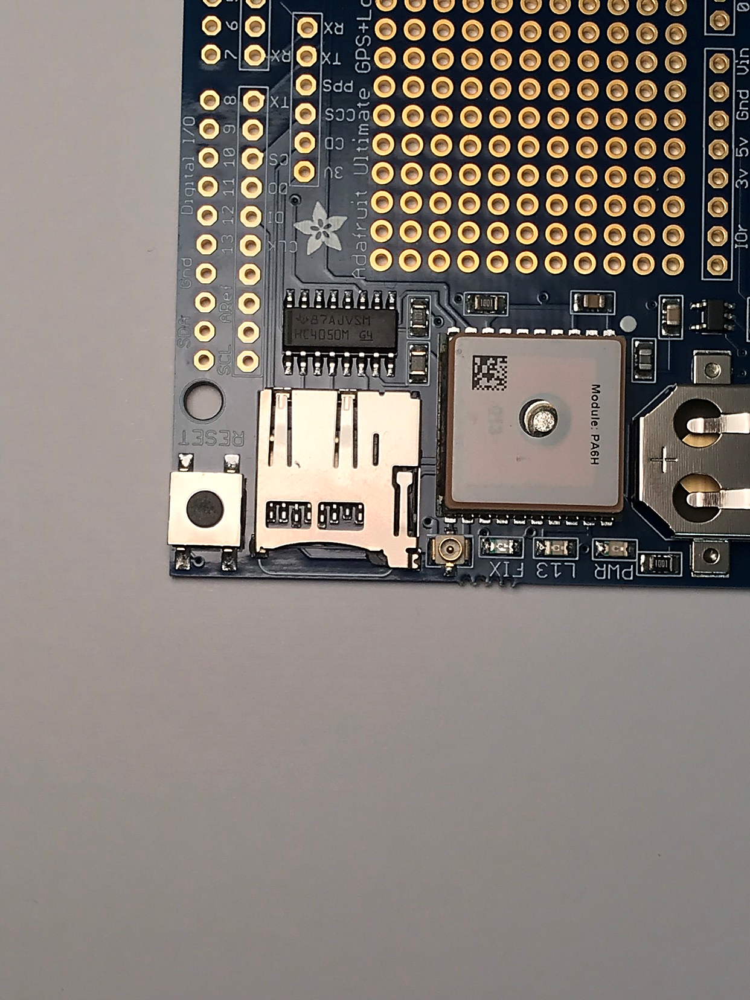 6
7
8
9
10
11
12
13
Digital I/O
Gnd
ARef
SDA
SCL
RX
TX
RX
TX
PPS
CCS
CD
3V
CS
DO
DI
CLK
Adafruit Ultimate GPS+Lo
Vin
Gnd
5v
3v
IOr
0
87AJVSM
HC4050M G4
1001
Module: PA6H
RESET
+
FIX
L13
PWR
1001